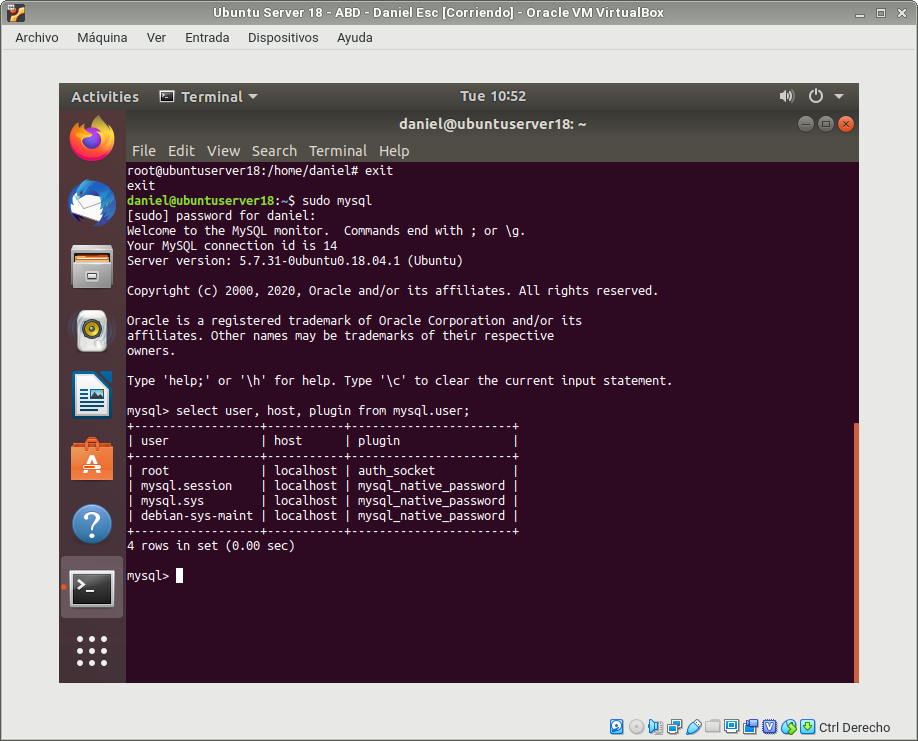 Ubuntu Server 18 - ABD - Daniel Esc [Corriendo] - Oracle VM VirtualBox
Archivo Máquina Ver Entrada Dispositivos Ayuda
Activities Terminal Tue 10:52
daniel@ubuntuserver18: ~
File Edit View Search Terminal Help
root@ubuntuserver18:/home/daniel# exit
exit
daniel@ubuntuserver18:~$ sudo mysql
[sudo] password for daniel:
Welcome to the MySQL monitor.  Commands end with ; or \g.
Your MySQL connection id is 14
Server version: 5.7.31-0ubuntu0.18.04.1 (Ubuntu)
Copyright (c) 2000, 2020, Oracle and/or its affiliates. All rights reserved.
Oracle is a registered trademark of Oracle Corporation and/or its
affiliates. Other names may be trademarks of their respective
owners.
Type 'help;' or '\h' for help. Type '\c' to clear the current input statement.
mysql> select user, host, plugin from mysql.user;
+------------------+-----------+-----------------------+
| user             | host      | plugin                |
+------------------+-----------+-----------------------+
| root             | localhost | auth_socket           |
| mysql.session    | localhost | mysql_native_password |
| mysql.sys        | localhost | mysql_native_password |
| debian-sys-maint | localhost | mysql_native_password |
+------------------+-----------+-----------------------+
4 rows in set (0.00 sec)
mysql>
Ctrl Derecho